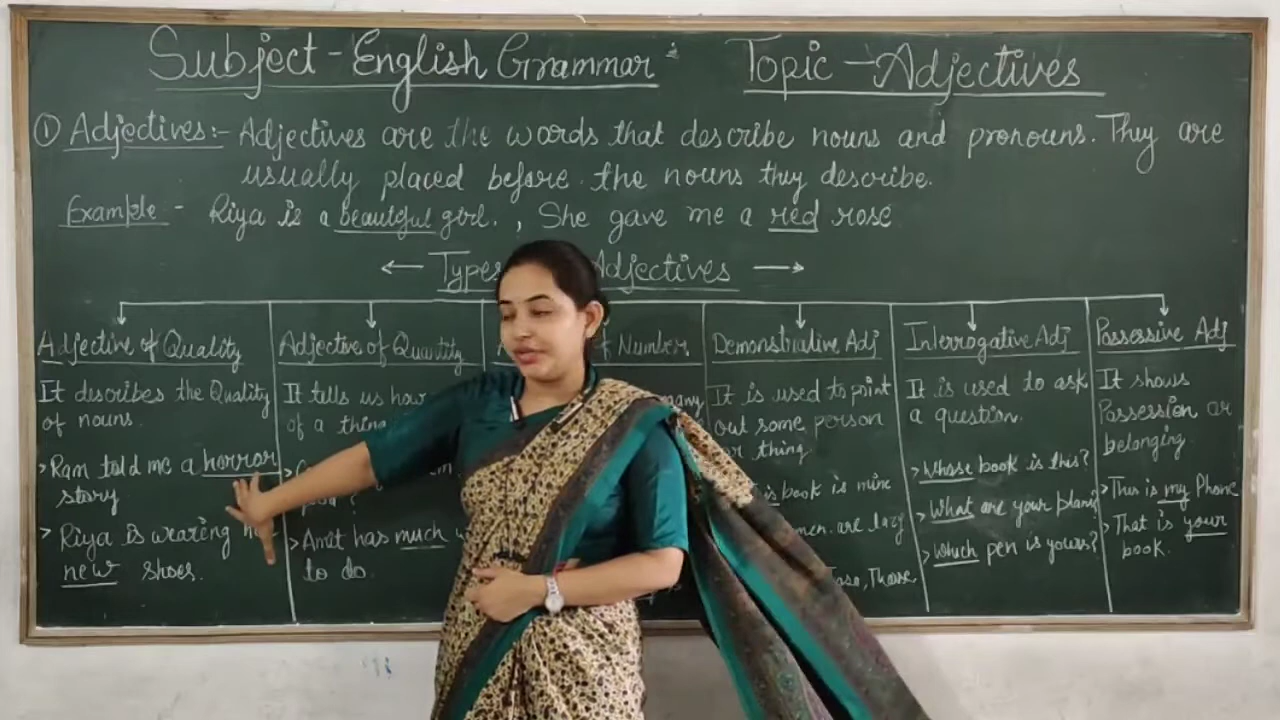 Subject - English Grammar Topic - Adjectives
① Adjectives:- Adjectives are the words that describe nouns and pronouns. They are
usually placed before the nouns they describe.
Example - Riya is a beautiful girl. , She gave me a red rose
← Types Adjectives →
Adjective of Quality
It describes the Quality
of nouns.
> Ram told me a horror
story
> Riya is wearing
new shoes.
Adjective of Quantity
It tells us how
of a thing
> Amit has much
to do.
Number
many
Demonstrative Adj
It is used to point
out some person
or thing.
is book is mine
men are lazy
Those
Interrogative Adj
It is used to ask
a question.
> Whose book is this?
> What are your plans
> Which pen is yours?
Possessive Adj
It shows
Possession or
belonging.
> This is my Phone
> That is your
book.